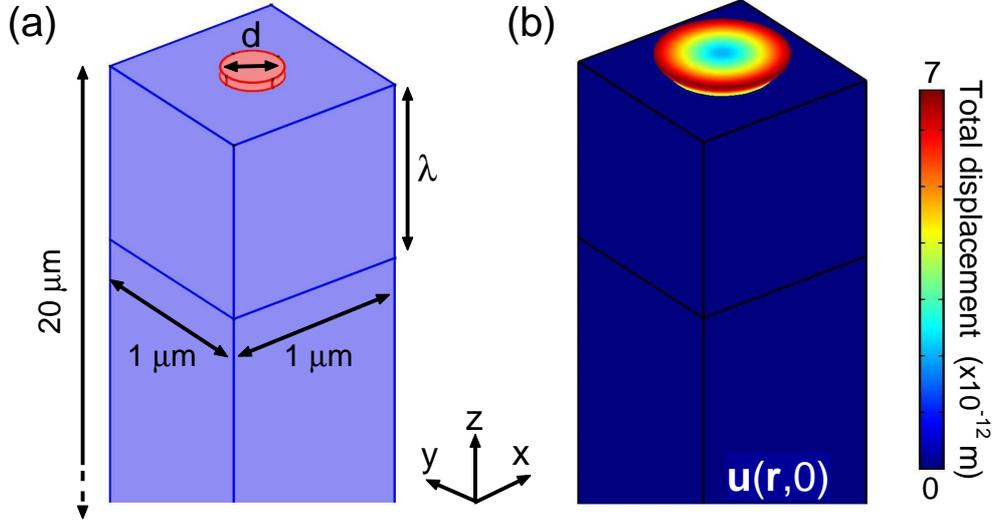 (a)
d
λ
20 μm
1 μm
1 μm
z
y
x
(b)
u(r,0)
7
Total displacement (x10⁻¹² m)
0